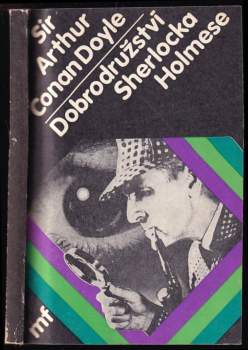 Sir
Arthur
Conan Doyle
Dobrodružství
Sherlocka
Holmese
mf